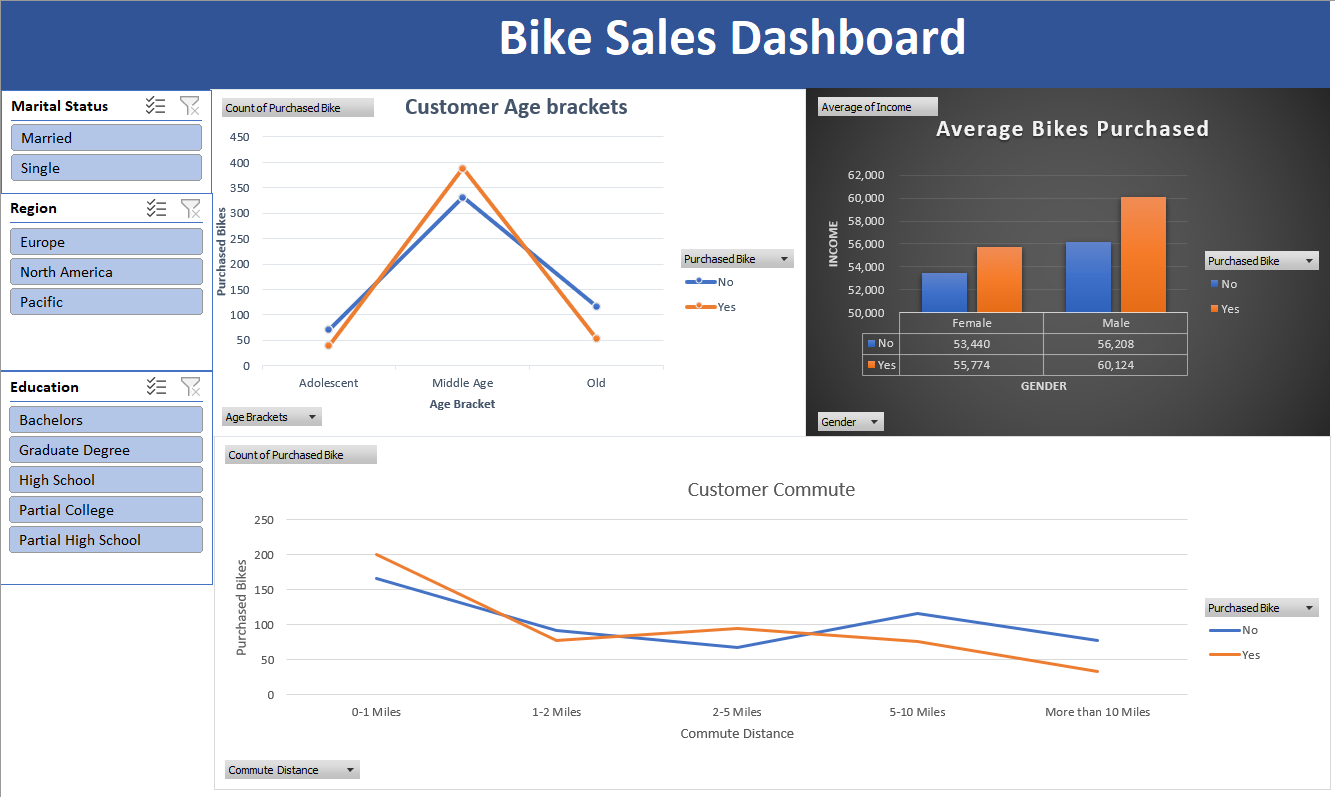 Bike Sales Dashboard
Marital Status
Married
Single
Region
Europe
North America
Pacific
Education
Bachelors
Graduate Degree
High School
Partial College
Partial High School
Count of Purchased Bike
Customer Age brackets
450
400
350
300
250
200
150
100
50
0
Purchased Bikes
Adolescent Middle Age Old
Age Bracket
Purchased Bike
No
Yes
Age Brackets
Average of Income
Average Bikes Purchased
62,000
60,000
58,000
56,000
54,000
52,000
50,000
INCOME
Female Male
No 53,440 56,208
Yes 55,774 60,124
GENDER
Purchased Bike
No
Yes
Gender
Count of Purchased Bike
Customer Commute
250
200
150
100
50
0
Purchased Bikes
0-1 Miles 1-2 Miles 2-5 Miles 5-10 Miles More than 10 Miles
Commute Distance
Purchased Bike
No
Yes
Commute Distance